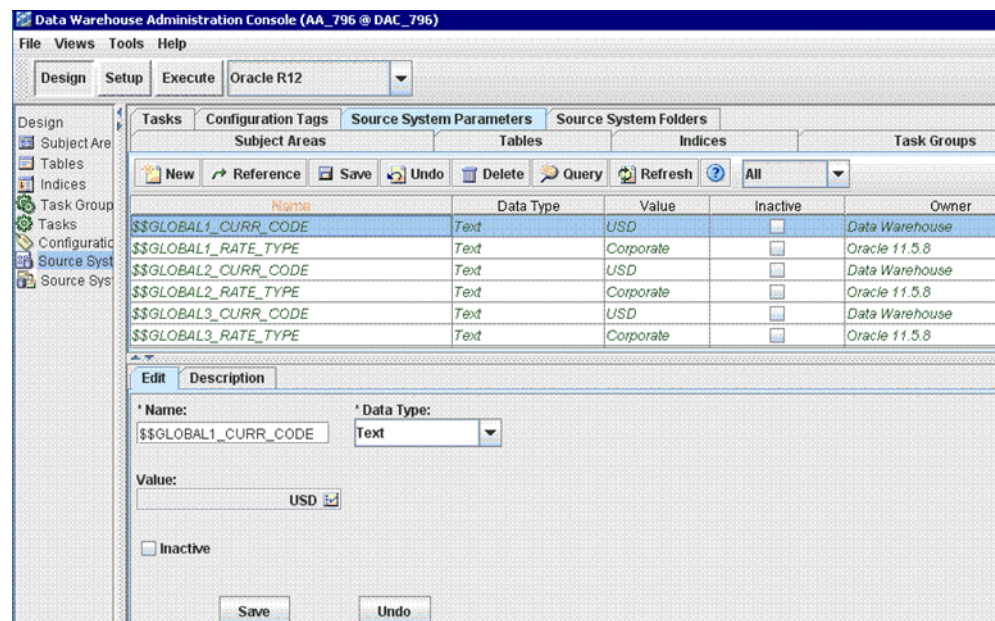 Data Warehouse Administration Console (AA_796 @ DAC_796)
File Views Tools Help
Design Setup Execute Oracle R12
Design
Subject Are
Tables
Indices
Task Group
Tasks
Configuratic
Source Syst
Source Sys
Tasks Configuration Tags Source System Parameters Source System Folders
Subject Areas Tables Indices Task Groups
New Reference Save Undo Delete Query Refresh ? All
Name Data Type Value Inactive Owner
$$GLOBAL1_CURR_CODE Text USD Data Warehouse
$$GLOBAL1_RATE_TYPE Text Corporate Oracle 11.5.8
$$GLOBAL2_CURR_CODE Text USD Data Warehouse
$$GLOBAL2_RATE_TYPE Text Corporate Oracle 11.5.8
$$GLOBAL3_CURR_CODE Text USD Data Warehouse
$$GLOBAL3_RATE_TYPE Text Corporate Oracle 11.5.8
Edit Description
* Name: * Data Type:
$$GLOBAL1_CURR_CODE Text
Value:
USD
Inactive
Save Undo